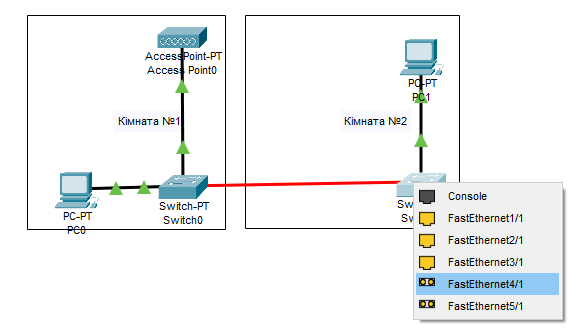 AccessPoint-PT
Access Point0
Кімната №1
PC-PT
PC0
Switch-PT
Switch0
PC-PT
PC1
Кімната №2
Console
FastEthernet1/1
FastEthernet2/1
FastEthernet3/1
FastEthernet4/1
FastEthernet5/1